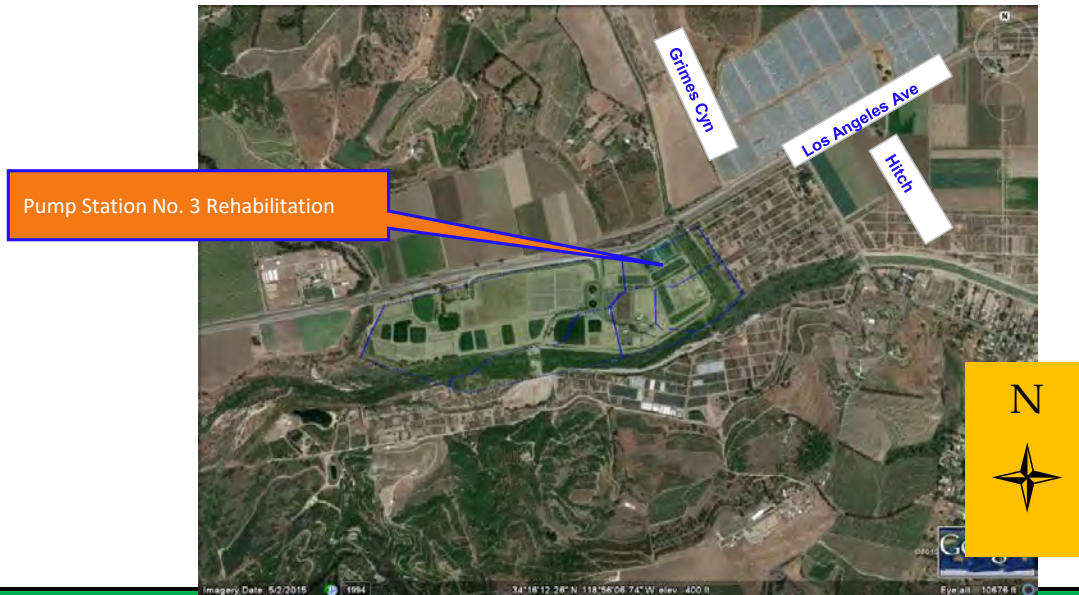 N
Grimes Cyn
Los Angeles Ave
Hitch
Pump Station No. 3 Rehabilitation
N
Imagery Date: 5/2/2015
1994
34°16'12.26" N 118°56'06.74" W elev 400 ft
Eye alt 10676 ft